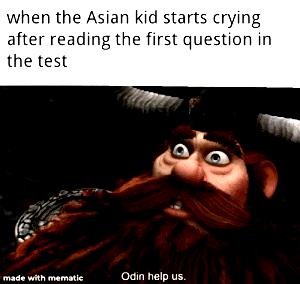 when the Asian kid starts crying
after reading the first question in
the test
made with mematic
Odin help us.